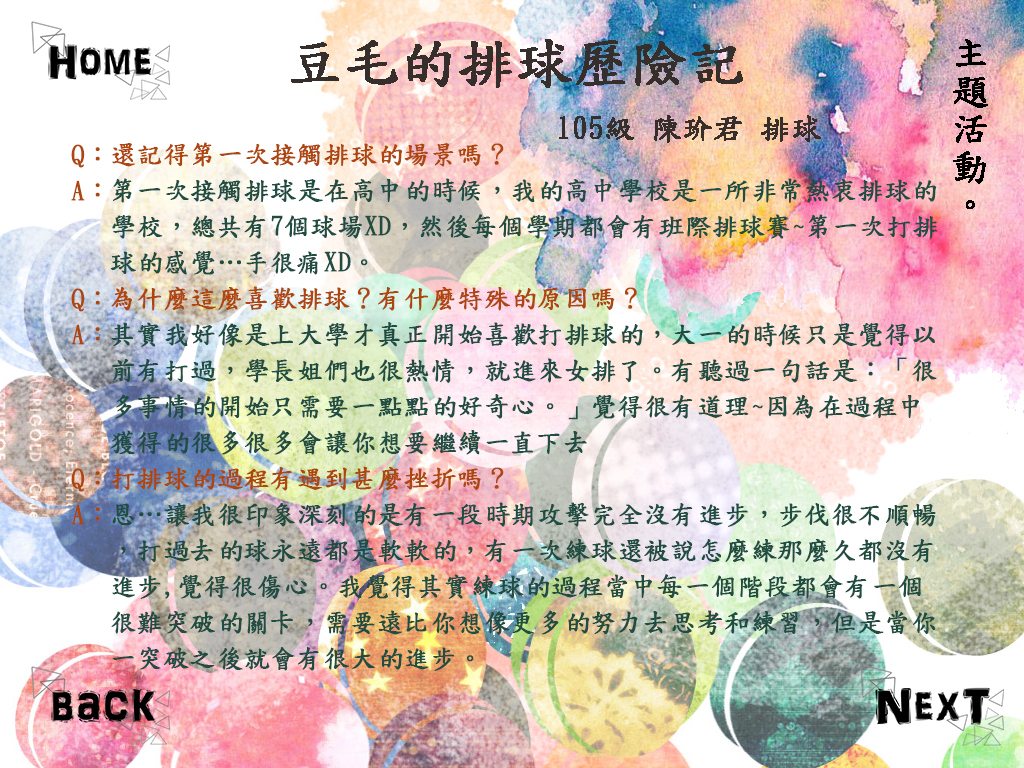 HOME
豆毛的排球歷險記
主題活動。
105級 陳玠君 排球
Q：還記得第一次接觸排球的場景嗎？
A：第一次接觸排球是在高中的時候，我的高中學校是一所非常熱衷排球的
學校，總共有7個球場XD，然後每個學期都會有班際排球賽~第一次打排
球的感覺…手很痛XD。
Q：為什麼這麼喜歡排球？有什麼特殊的原因嗎？
A：其實我好像是上大學才真正開始喜歡打排球的，大一的時候只是覺得以
前有打過，學長姐們也很熱情，就進來女排了。有聽過一句話是：「很
多事情的開始只需要一點點的好奇心。」覺得很有道理~因為在過程中
獲得的很多很多會讓你想要繼續一直下去
Q：打排球的過程有遇到甚麼挫折嗎？
A：恩…讓我很印象深刻的是有一段時期攻擊完全沒有進步，步伐很不順暢
，打過去的球永遠都是軟軟的，有一次練球還被說怎麼練那麼久都沒有
進步,覺得很傷心。我覺得其實練球的過程當中每一個階段都會有一個
很難突破的關卡，需要遠比你想像更多的努力去思考和練習，但是當你
一突破之後就會有很大的進步。
BACK
NEXT